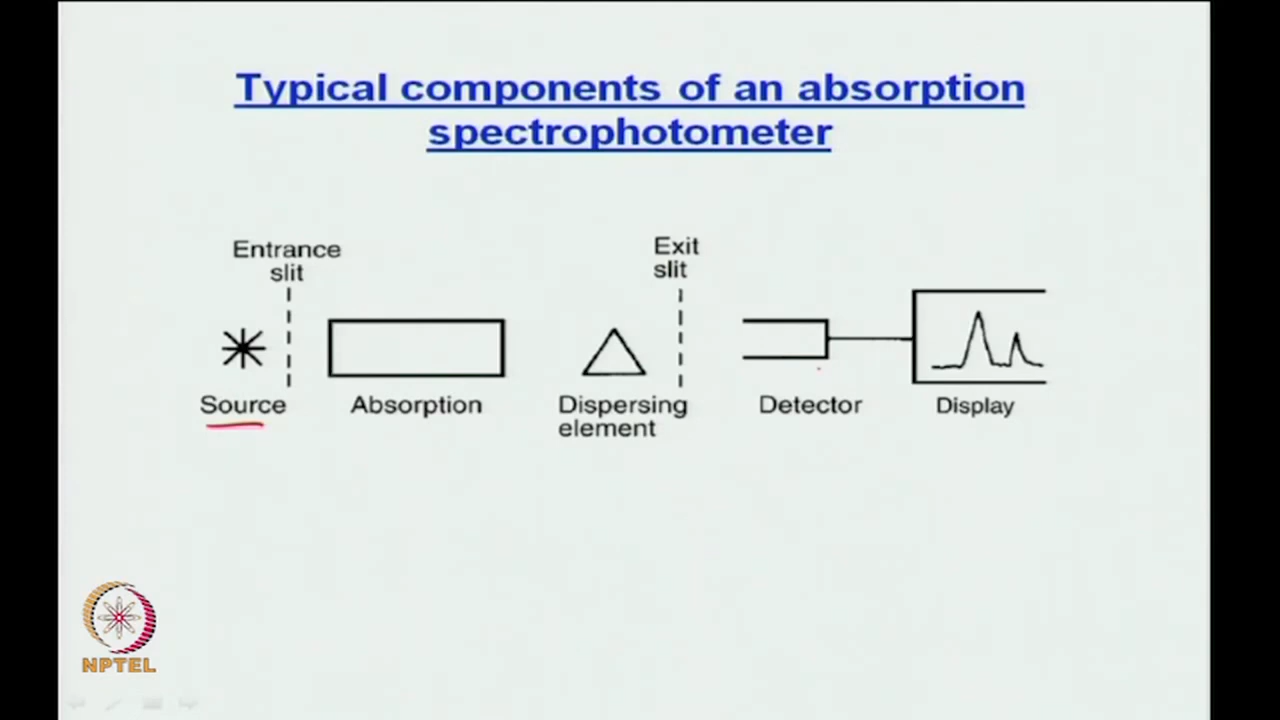 Typical components of an absorption
spectrophotometer
Entrance
slit
Exit
slit
Source
Absorption
Dispersing
element
Detector
Display
NPTEL